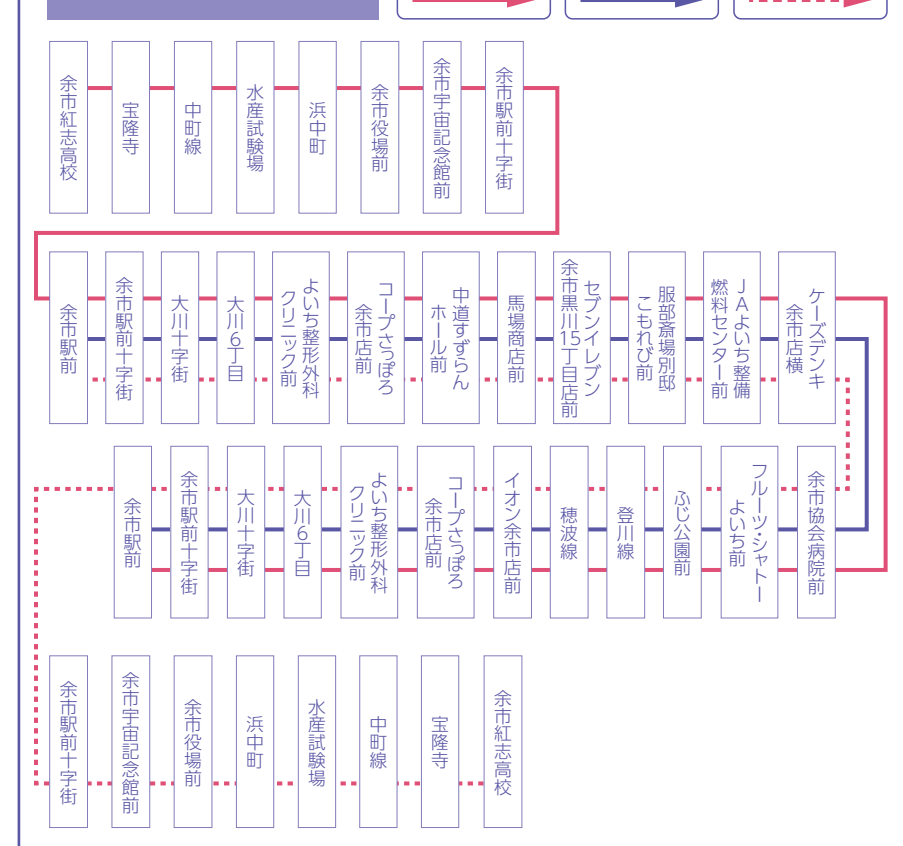 余市紅志高校
宝隆寺
中町線
水産試験場
浜中町
余市役場前
余市宇宙記念館前
余市駅前十字街
余市駅前
余市駅前十字街
大川十字街
大川6丁目
よいち整形外科
クリニック前
コープさっぽろ
余市店前
中道すずらん
ホール前
馬場商店前
セブンイレブン
余市黒川15丁目店前
服部斎場別邸
こもれび前
JAよいち整備
燃料センター前
ケーズデンキ
余市店横
余市駅前
余市駅前十字街
大川十字街
大川6丁目
よいち整形外科
クリニック前
コープさっぽろ
余市店前
イオン余市店前
穂波線
登川線
ふじ公園前
フルーツ・シャトー
よいち前
余市協会病院前
余市駅前十字街
余市宇宙記念館前
余市役場前
浜中町
水産試験場
中町線
宝隆寺
余市紅志高校